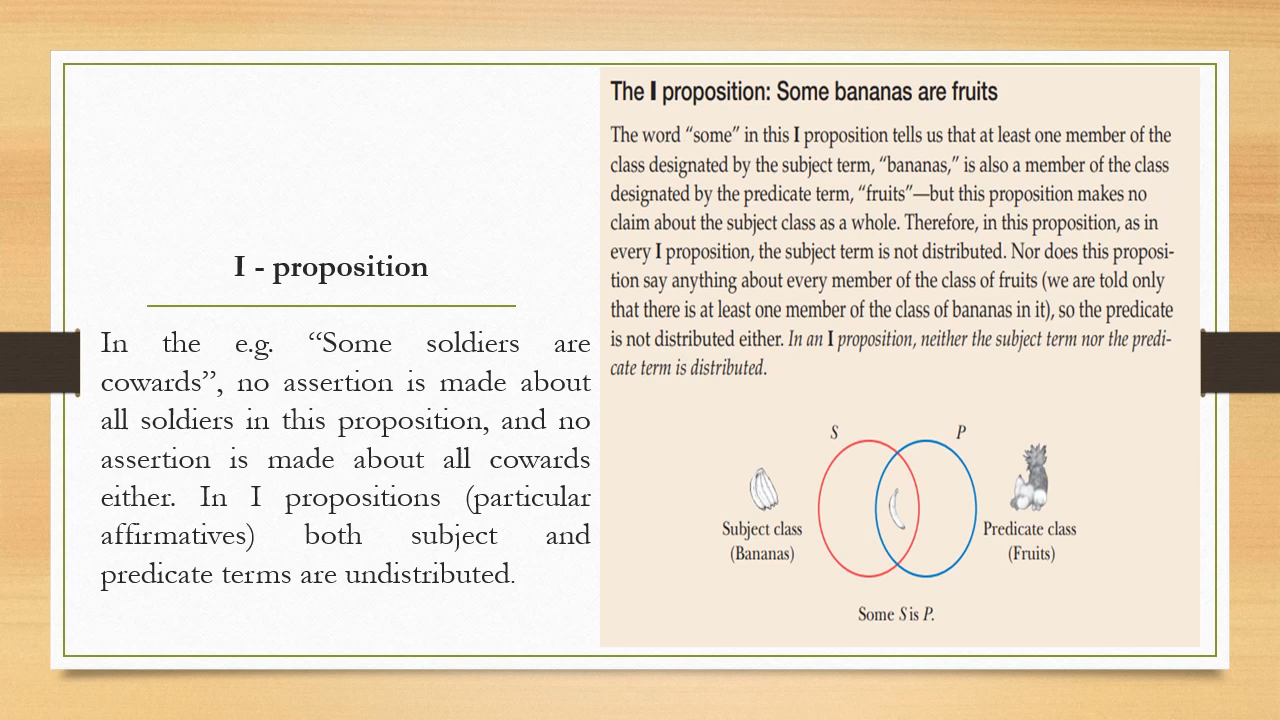 I - proposition
In the e.g. “Some soldiers are
cowards”, no assertion is made about
all soldiers in this proposition, and no
assertion is made about all cowards
either. In I propositions (particular
affirmatives) both subject and
predicate terms are undistributed.
The I proposition: Some bananas are fruits
The word “some” in this I proposition tells us that at least one member of the
class designated by the subject term, “bananas,” is also a member of the class
designated by the predicate term, “fruits”—but this proposition makes no
claim about the subject class as a whole. Therefore, in this proposition, as in
every I proposition, the subject term is not distributed. Nor does this proposi-
tion say anything about every member of the class of fruits (we are told only
that there is at least one member of the class of bananas in it), so the predicate
is not distributed either. In an I proposition, neither the subject term nor the predi-
cate term is distributed.
S
P
Subject class
(Bananas)
Predicate class
(Fruits)
Some S is P.